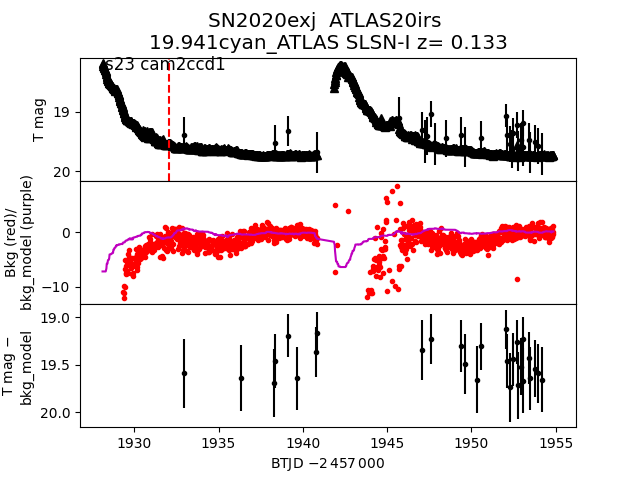 SN2020exj ATLAS20irs
19.941cyan_ATLAS SLSN-I z= 0.133
s23 cam2ccd1
T mag
19
20
Bkg (red)/
bkg_model (purple)
0
−10
T mag −
bkg_model
19.0
19.5
20.0
1930 1935 1940 1945 1950 1955
BTJD −2 457 000